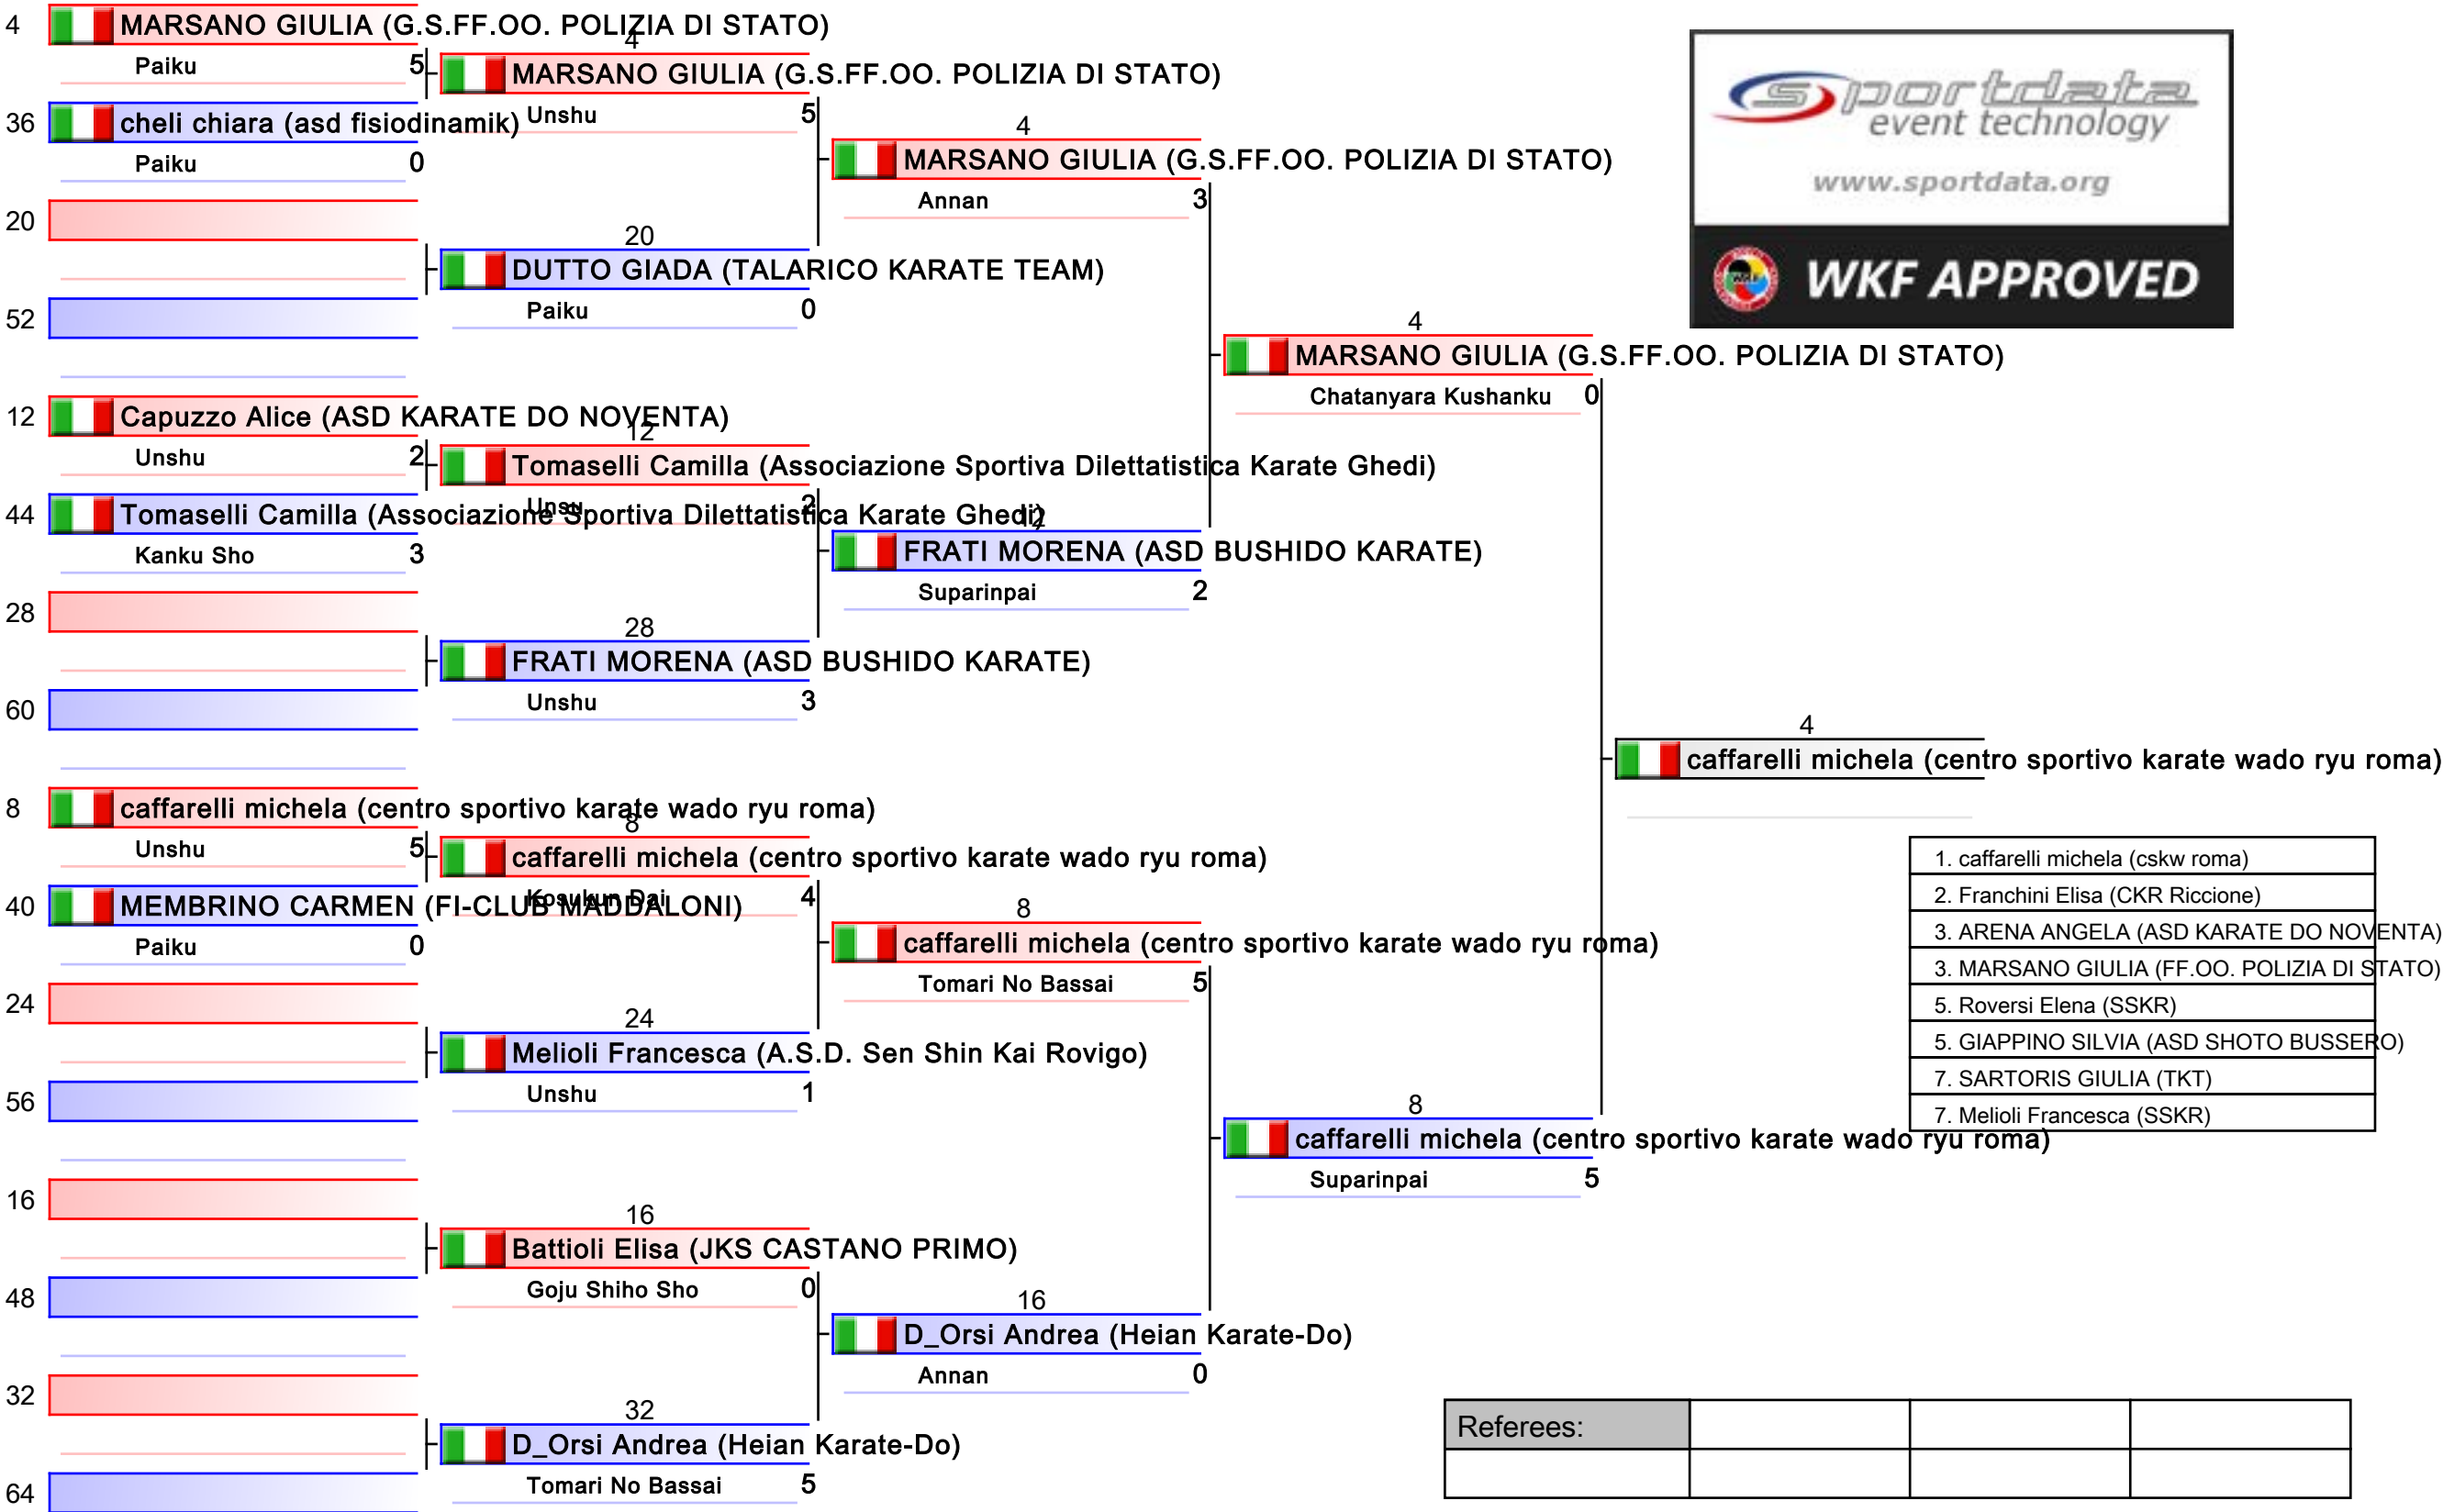 4 MARSANO GIULIA (G.S.FF.OO. POLIZIA DI STATO)
Paiku 5
36 cheli chiara (asd fisiodinamik)
Paiku 0
20
52
12 Capuzzo Alice (ASD KARATE DO NOVENTA)
Unshu 2
44 Tomaselli Camilla (Associazione Sportiva Dilettatistica Karate Ghedi)
Kanku Sho 3
28
60
8 caffarelli michela (centro sportivo karate wado ryu roma)
Unshu 5
40 MEMBRINO CARMEN (FI-CLUB MADDALONI)
Paiku 0
24
56
16
48
32
64
4
MARSANO GIULIA (G.S.FF.OO. POLIZIA DI STATO)
Unshu 5
20
DUTTO GIADA (TALARICO KARATE TEAM)
Paiku 0
12
Tomaselli Camilla (Associazione Sportiva Dilettatistica Karate Ghedi)
Unsu 2
28
FRATI MORENA (ASD BUSHIDO KARATE)
Unshu 3
8
caffarelli michela (centro sportivo karate wado ryu roma)
Kosukun Dai 4
24
Melioli Francesca (A.S.D. Sen Shin Kai Rovigo)
Unshu 1
16
Battioli Elisa (JKS CASTANO PRIMO)
Goju Shiho Sho 0
32
D_Orsi Andrea (Heian Karate-Do)
Tomari No Bassai 5
4
MARSANO GIULIA (G.S.FF.OO. POLIZIA DI STATO)
Annan 3
12
FRATI MORENA (ASD BUSHIDO KARATE)
Suparinpai 2
8
caffarelli michela (centro sportivo karate wado ryu roma)
Tomari No Bassai 5
16
D_Orsi Andrea (Heian Karate-Do)
Annan 0
4
MARSANO GIULIA (G.S.FF.OO. POLIZIA DI STATO)
Chatanyara Kushanku 0
8
caffarelli michela (centro sportivo karate wado ryu roma)
Suparinpai 5
4
caffarelli michela (centro sportivo karate wado ryu roma)
sportdata
event technology
www.sportdata.org
WKF APPROVED
1. caffarelli michela (cskw roma)
2. Franchini Elisa (CKR Riccione)
3. ARENA ANGELA (ASD KARATE DO NOVENTA)
3. MARSANO GIULIA (FF.OO. POLIZIA DI STATO)
5. Roversi Elena (SSKR)
5. GIAPPINO SILVIA (ASD SHOTO BUSSERO)
7. SARTORIS GIULIA (TKT)
7. Melioli Francesca (SSKR)
Referees: